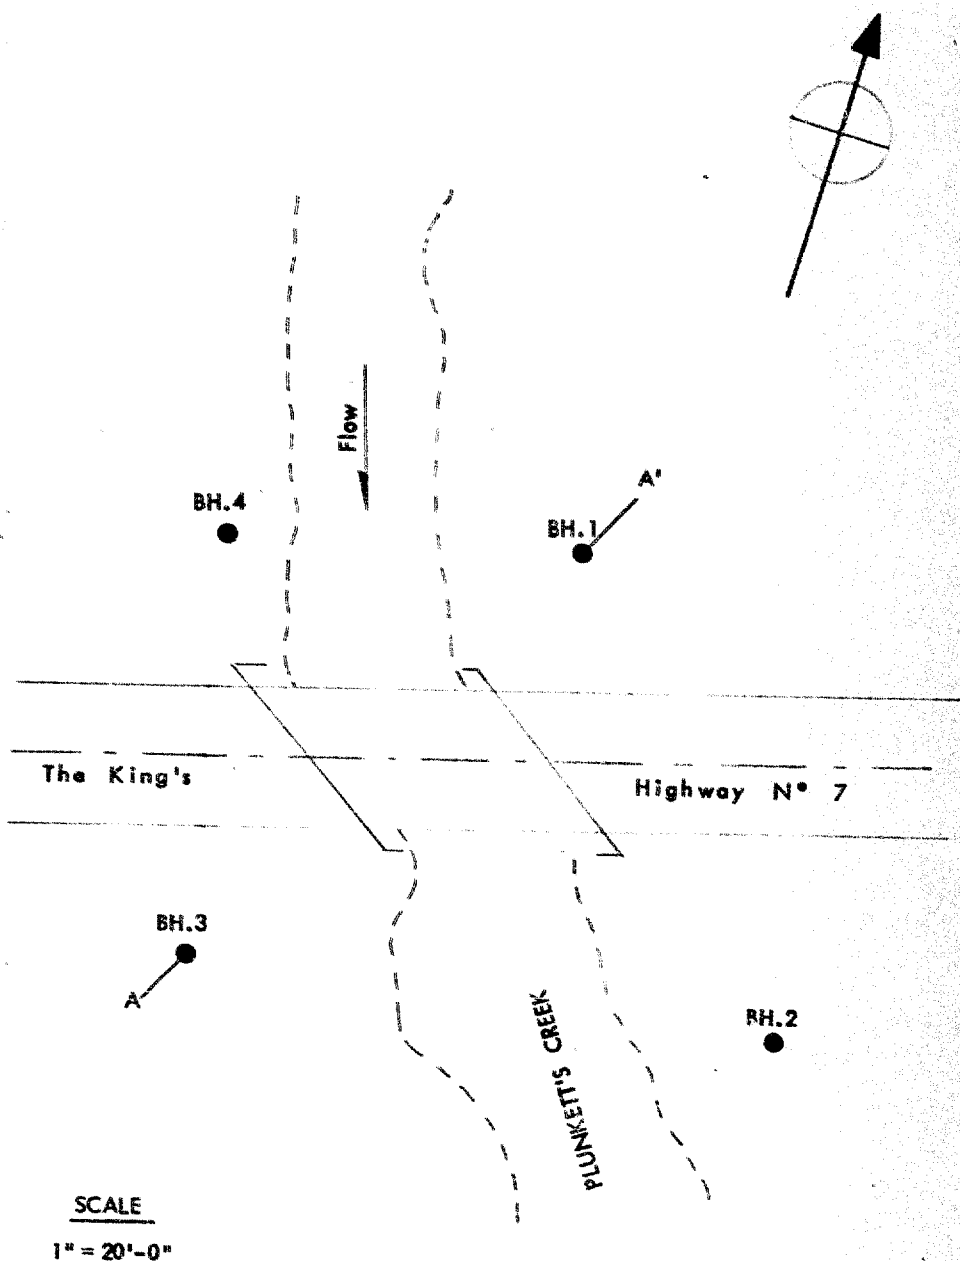 Flow
BH.4
A'
BH.1
The King's
Highway Nº 7
BH.3
A
BH.2
PLUNKETT'S CREEK
SCALE
1" = 20'-0"